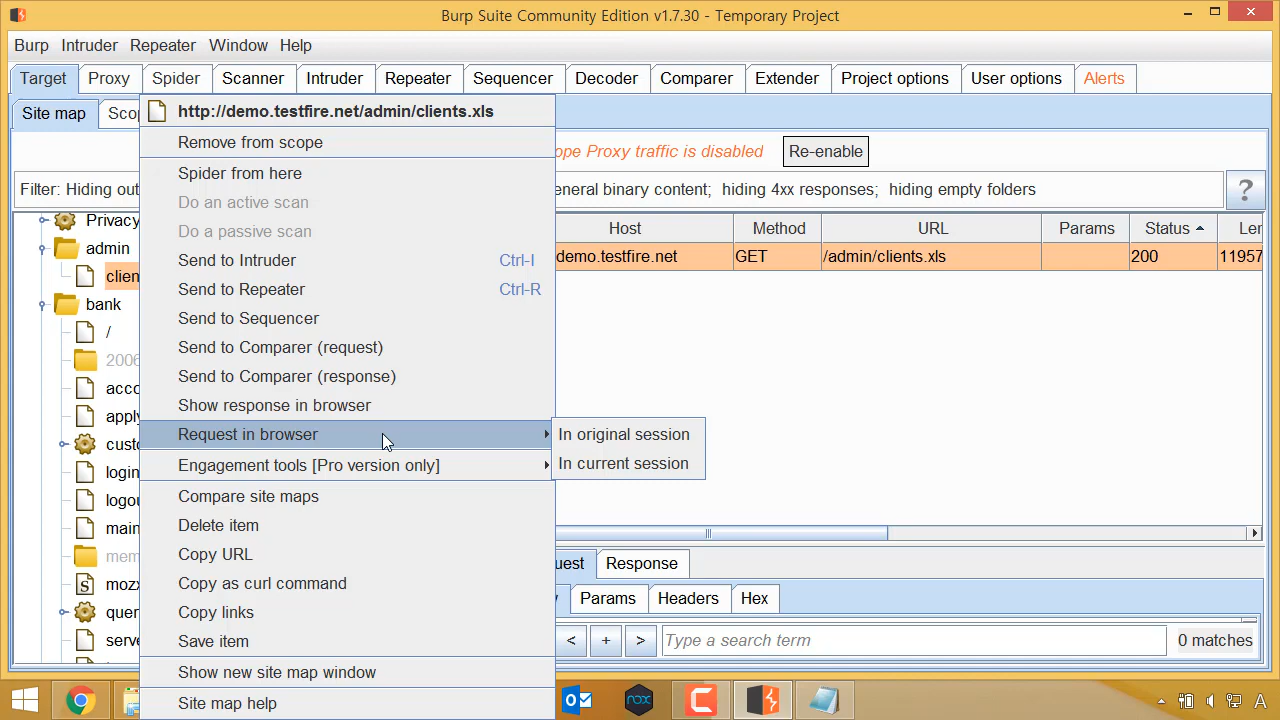 Burp Suite Community Edition v1.7.30 - Temporary Project
Burp Intruder Repeater Window Help
Target Proxy Spider Scanner Intruder Repeater Sequencer Decoder Comparer Extender Project options User options Alerts
Site map
http://demo.testfire.net/admin/clients.xls
Remove from scope
Proxy traffic is disabled Re-enable
Spider from here
Filter: Hiding
binary content; hiding 4xx responses; hiding empty folders ?
Do an active scan
Privacy
Host Method URL Params Status
Do a passive scan
admin
demo.testfire.net GET /admin/clients.xls 200 11957
Send to Intruder Ctrl-I
Send to Repeater Ctrl-R
bank
Send to Sequencer
/
Send to Comparer (request)
Send to Comparer (response)
Show response in browser
Request in browser
In original session
In current session
Engagement tools [Pro version only]
Compare site maps
Delete item
Copy URL
Copy as curl command
Copy links
Save item
Show new site map window
Site map help
Response
Params Headers Hex
< + > Type a search term 0 matches
nox
A